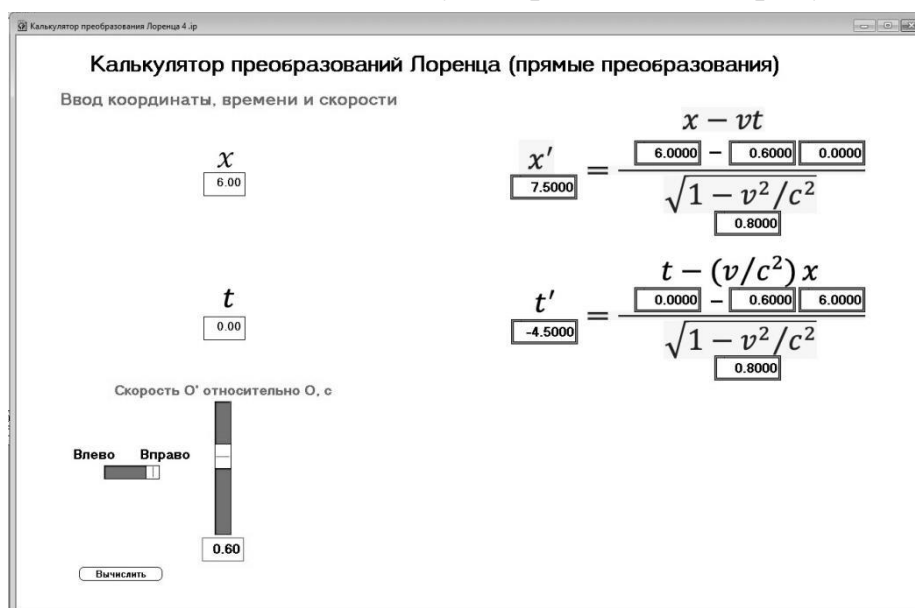 Калькулятор преобразования Лоренца 4 .ip
Калькулятор преобразований Лоренца (прямые преобразования)
Ввод координаты, времени и скорости
x
6.00
x'
7.5000
=
x − vt
6.0000 − 0.6000 0.0000
√1 − v²/c²
0.8000
t
0.00
t'
-4.5000
=
t − (v/c²) x
0.0000 − 0.6000 6.0000
√1 − v²/c²
0.8000
Скорость O' относительно O, с
Влево Вправо
0.60
Вычислить